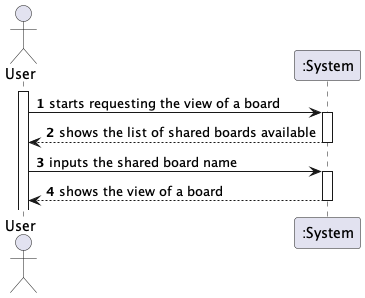 User
:System
1 starts requesting the view of a board
2 shows the list of shared boards available
3 inputs the shared board name
4 shows the view of a board
User
:System